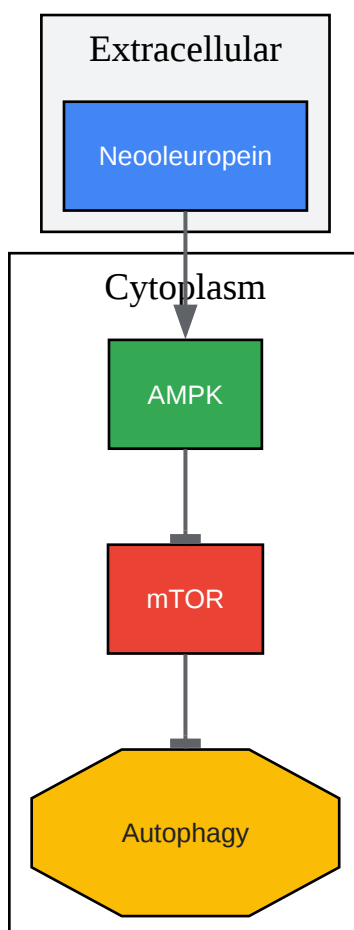 Extracellular
Neooleuropein
Cytoplasm
AMPK
mTOR
Autophagy